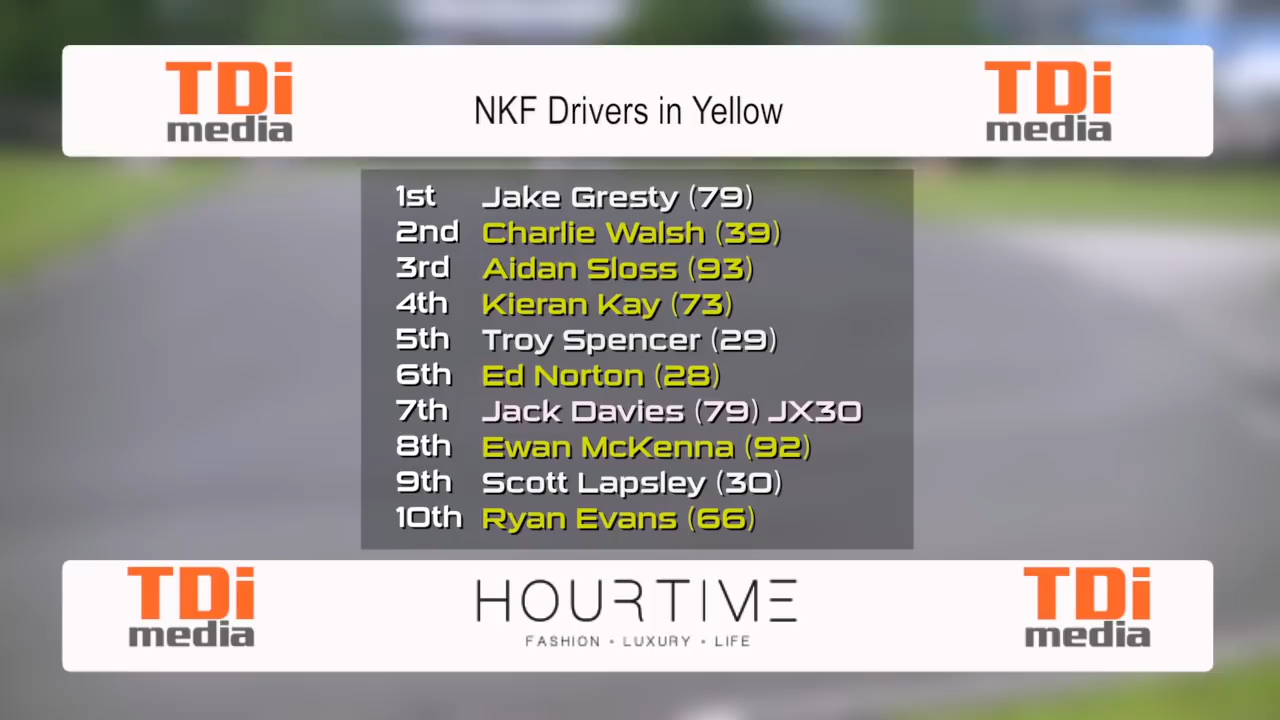 TDi media
NKF Drivers in Yellow
TDi media
1st Jake Gresty (79)
2nd Charlie Walsh (39)
3rd Aidan Sloss (93)
4th Kieran Kay (73)
5th Troy Spencer (29)
6th Ed Norton (28)
7th Jack Davies (79) JX30
8th Ewan McKenna (92)
9th Scott Lapsley (30)
10th Ryan Evans (66)
TDi media
HOURTIME
FASHION • LUXURY • LIFE
TDi media